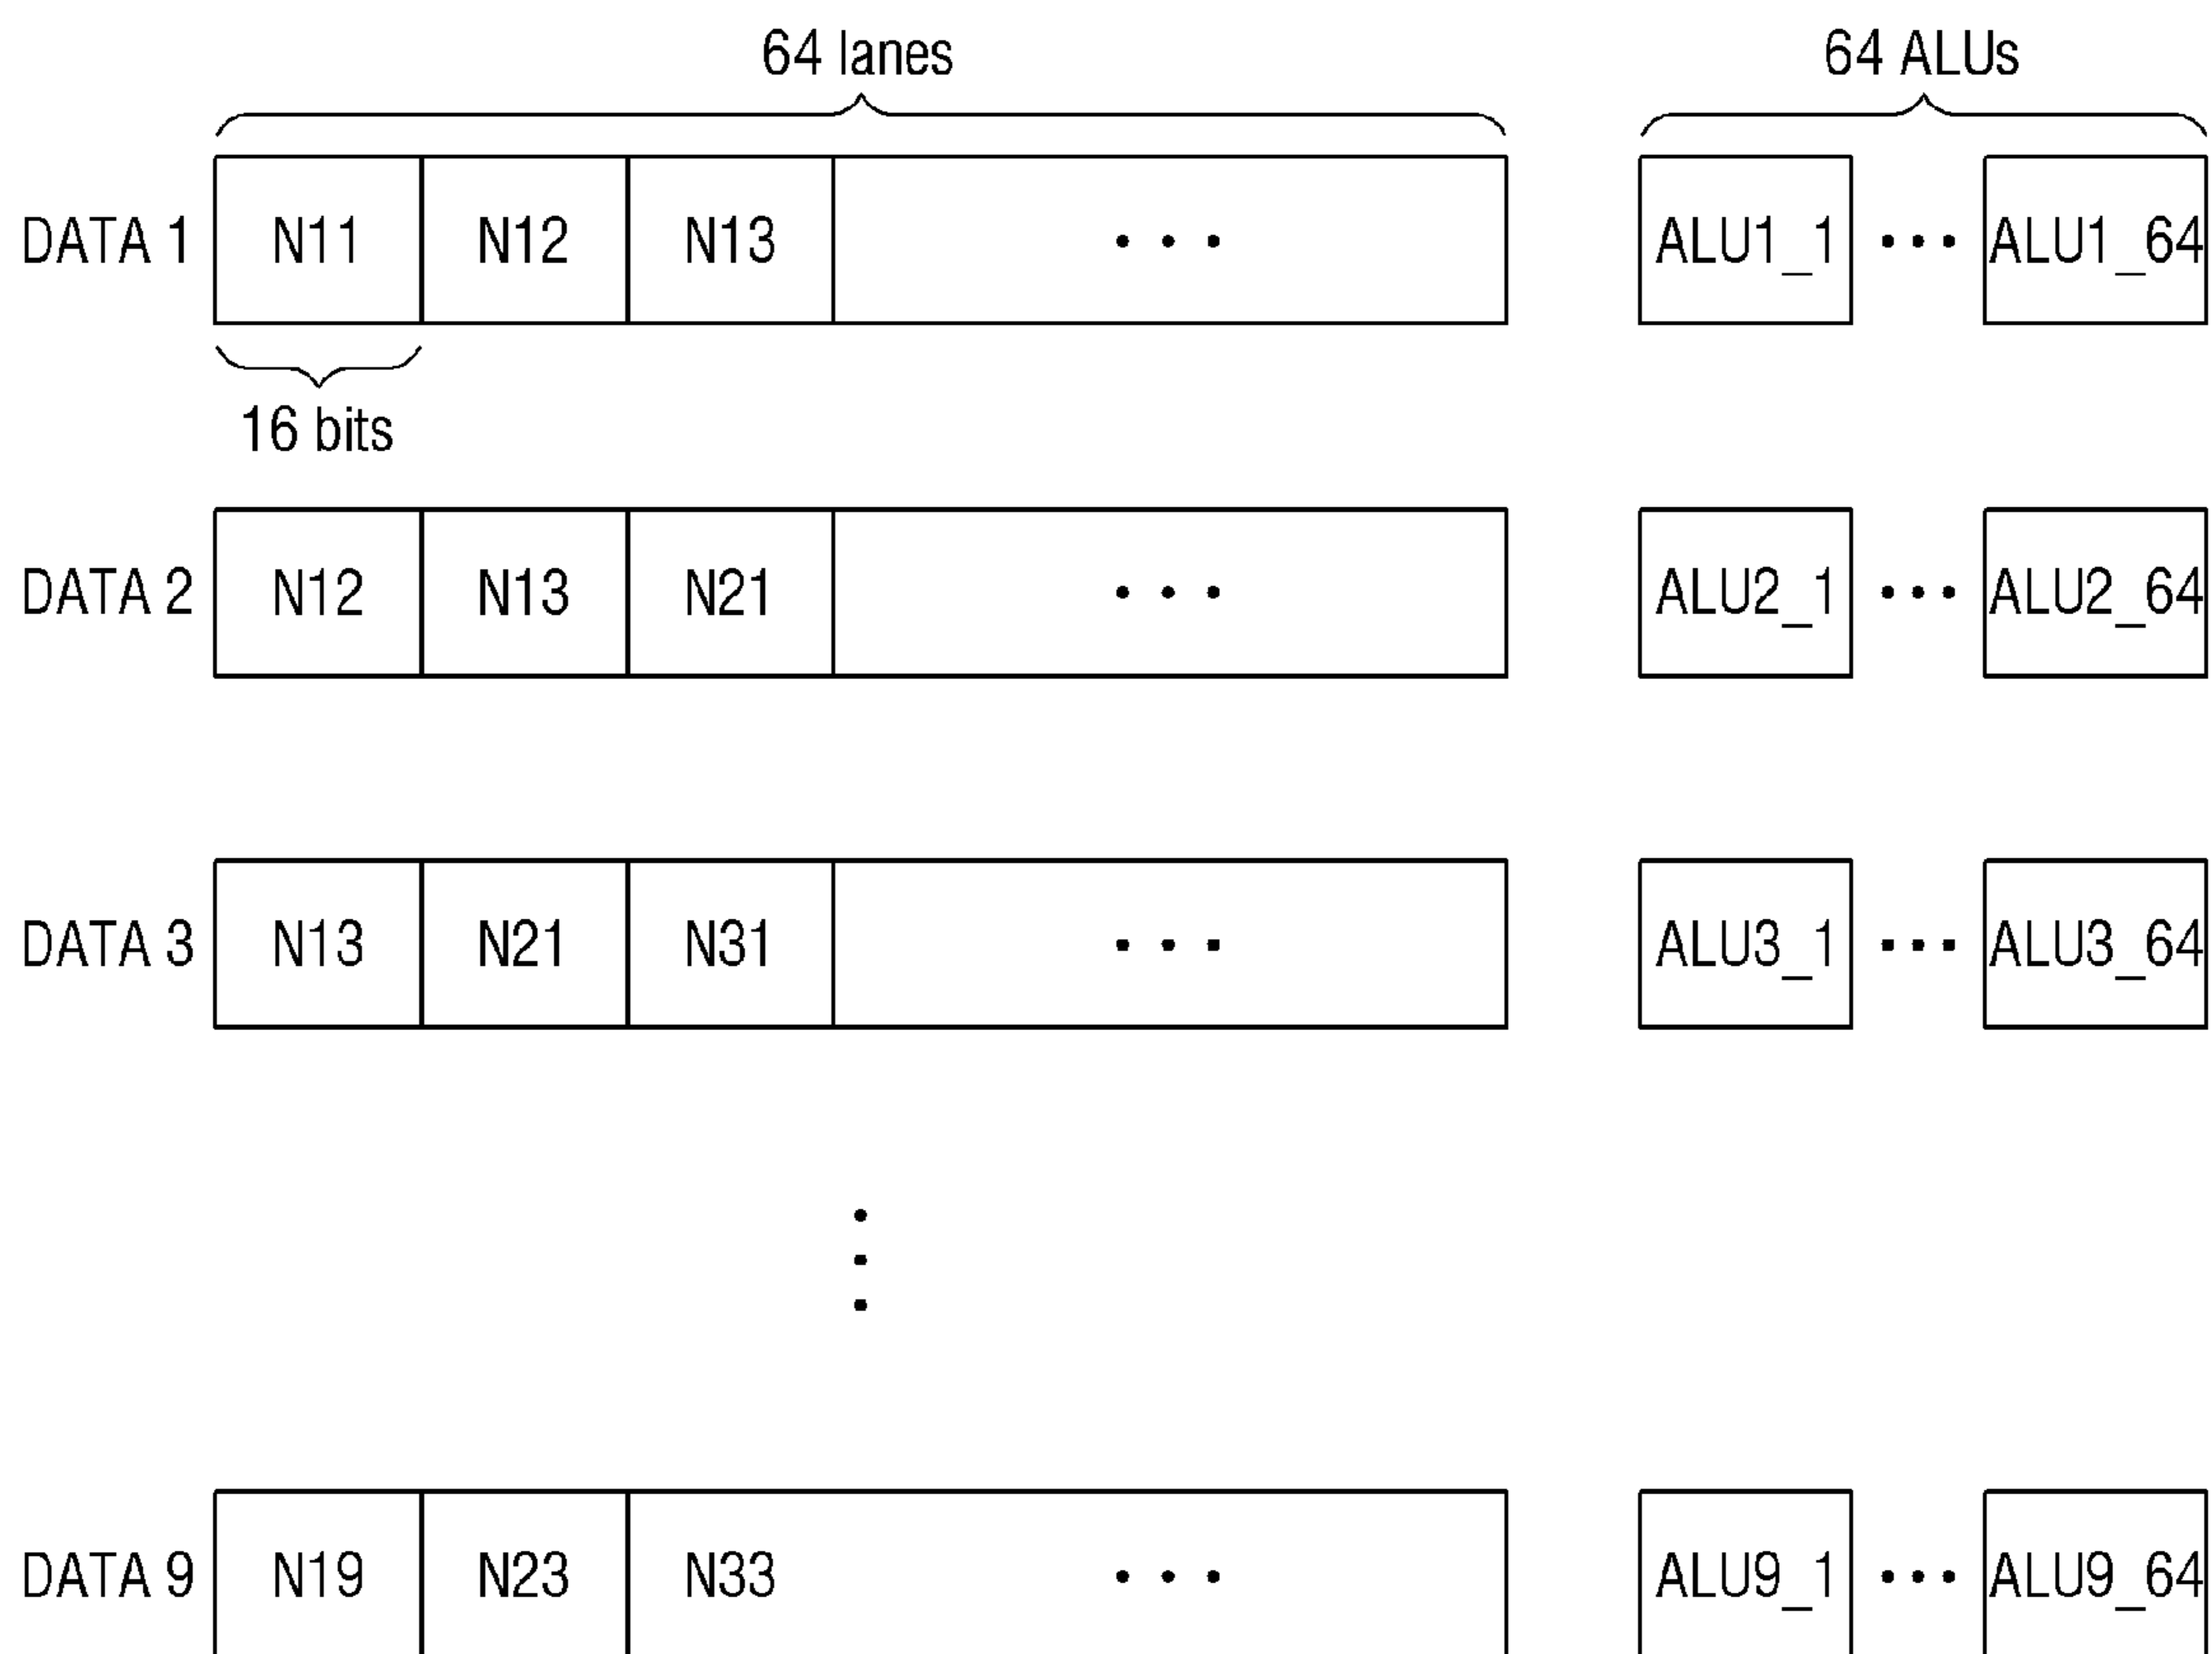 64 lanes 64 ALUs
DATA 1 N11 N12 N13 • • • ALU1_1 • • • ALU1_64
16 bits
DATA 2 N12 N13 N21 • • • ALU2_1 • • • ALU2_64
DATA 3 N13 N21 N31 • • • ALU3_1 • • • ALU3_64
DATA 9 N19 N23 N33 • • • ALU9_1 • • • ALU9_64